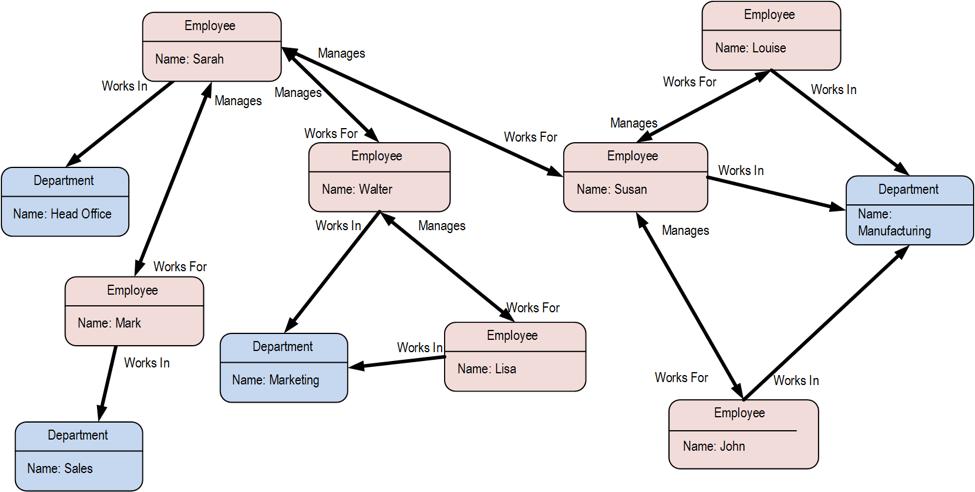 Employee
Name: Sarah
Employee
Name: Louise
Manages
Works In
Manages
Manages
Works For
Works In
Works For
Works For
Manages
Employee
Name: Walter
Employee
Name: Susan
Works In
Department
Name: Head Office
Department
Name:
Manufacturing
Works In
Manages
Manages
Works For
Employee
Name: Mark
Works For
Employee
Name: Lisa
Department
Name: Marketing
Works In
Works In
Works For
Works In
Employee
Name: John
Department
Name: Sales